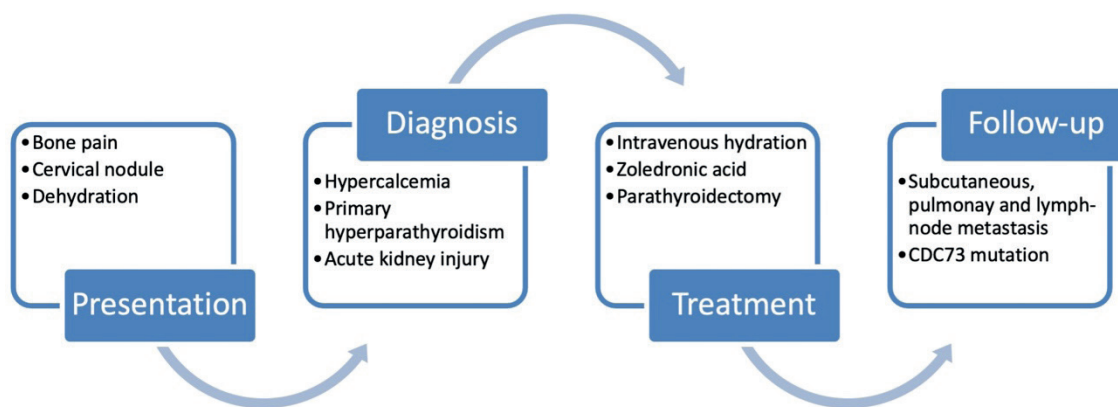 • Bone pain
• Cervical nodule
• Dehydration
Presentation
Diagnosis
• Hypercalcemia
• Primary
hyperparathyroidism
• Acute kidney injury
• Intravenous hydration
• Zoledronic acid
• Parathyroidectomy
Treatment
Follow-up
• Subcutaneous,
pulmonay and lymph-
node metastasis
• CDC73 mutation